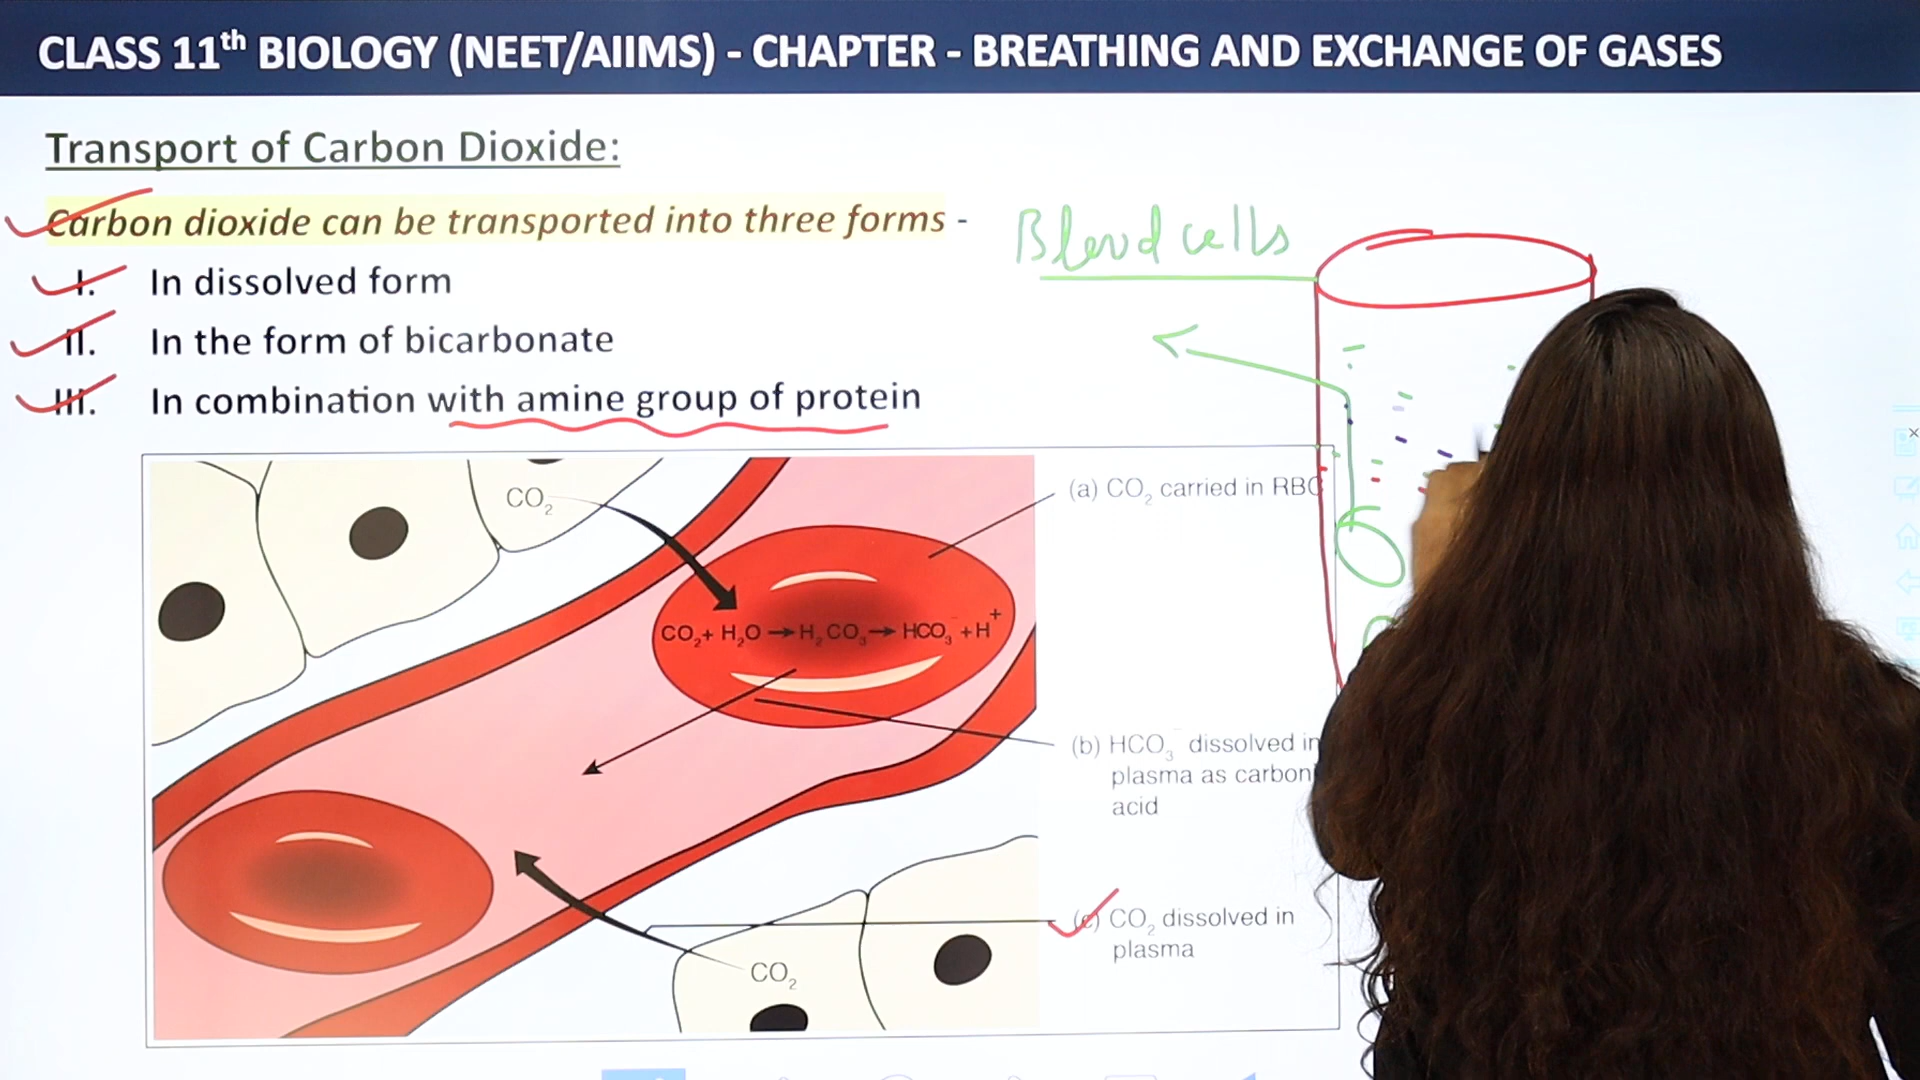 CLASS 11th BIOLOGY (NEET/AIIMS) - CHAPTER - BREATHING AND EXCHANGE OF GASES
Transport of Carbon Dioxide:
Carbon dioxide can be transported into three forms -
I. In dissolved form
II. In the form of bicarbonate
III. In combination with amine group of protein
Blood cells
CO₂
(a) CO₂ carried in RBC
CO₂+ H₂O → H₂CO₃ → HCO₃⁻ + H⁺
(b) HCO₃⁻ dissolved in
plasma as carbon
acid
(c) CO₂ dissolved in
plasma
CO₂